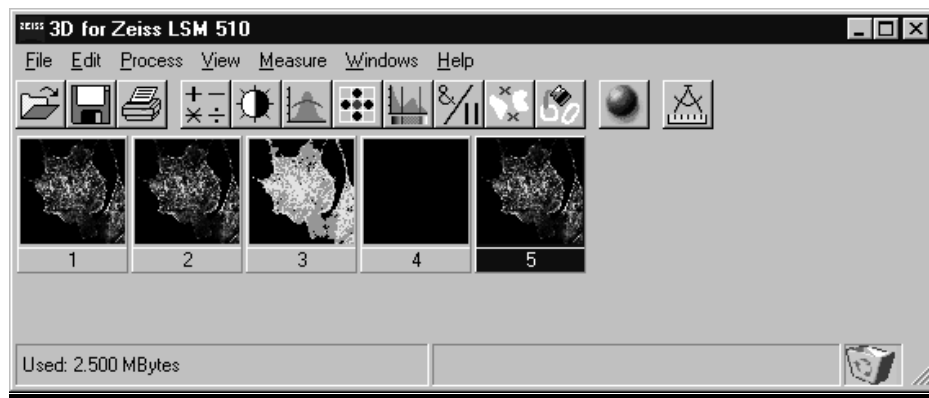 ZEISS 3D for Zeiss LSM 510
File Edit Process View Measure Windows Help
&/||
1 2 3 4 5
Used: 2.500 MBytes